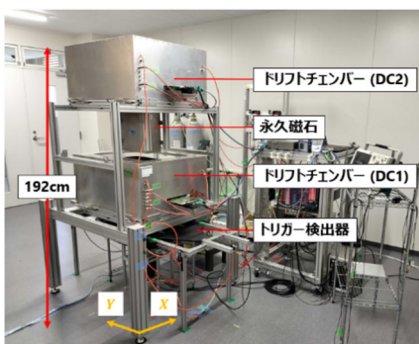 ドリフトチェンバー (DC2)
永久磁石
192cm
ドリフトチェンバー (DC1)
トリガー検出器
Y
X